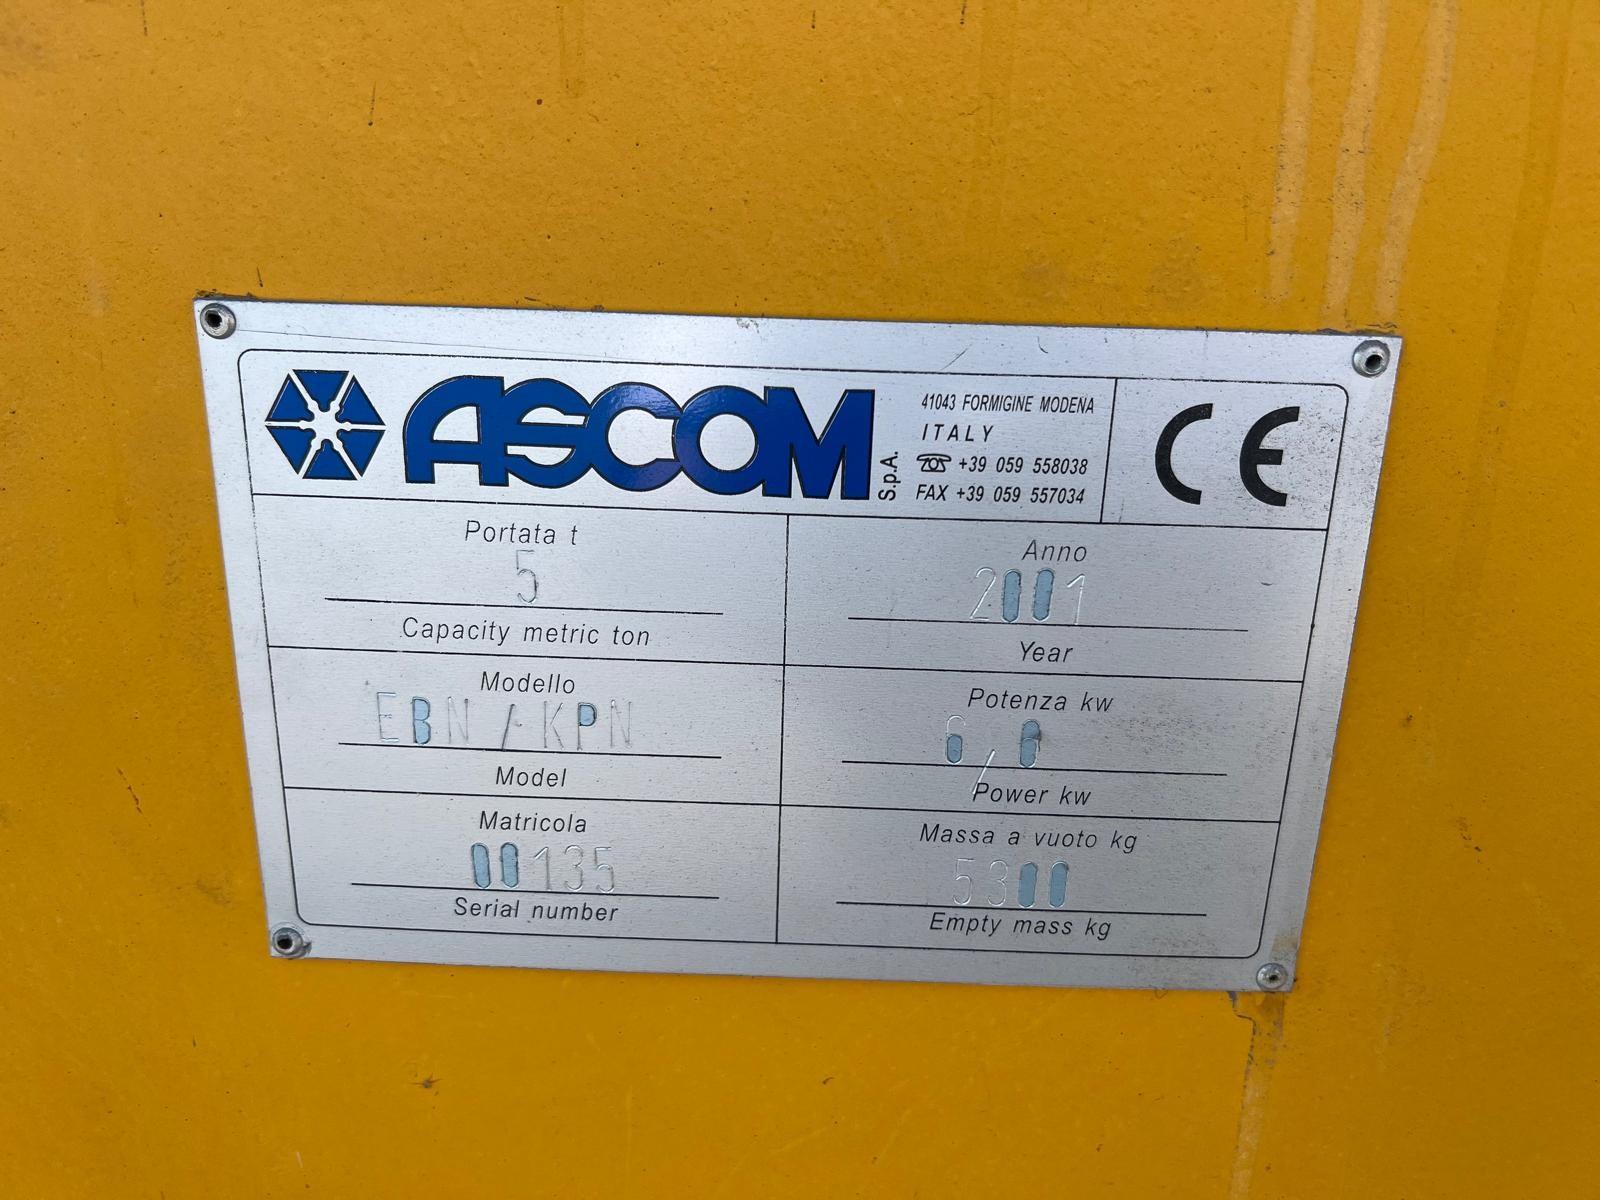 ASCOM S.p.A.
41043 FORMIGINE MODENA
ITALY
☏ +39 059 558038
FAX +39 059 557034
CE
Portata t
5
Capacity metric ton
Anno
2001
Year
Modello
EBN/KPN
Model
Potenza kw
6,6
Power kw
Matricola
00135
Serial number
Massa a vuoto kg
5300
Empty mass kg